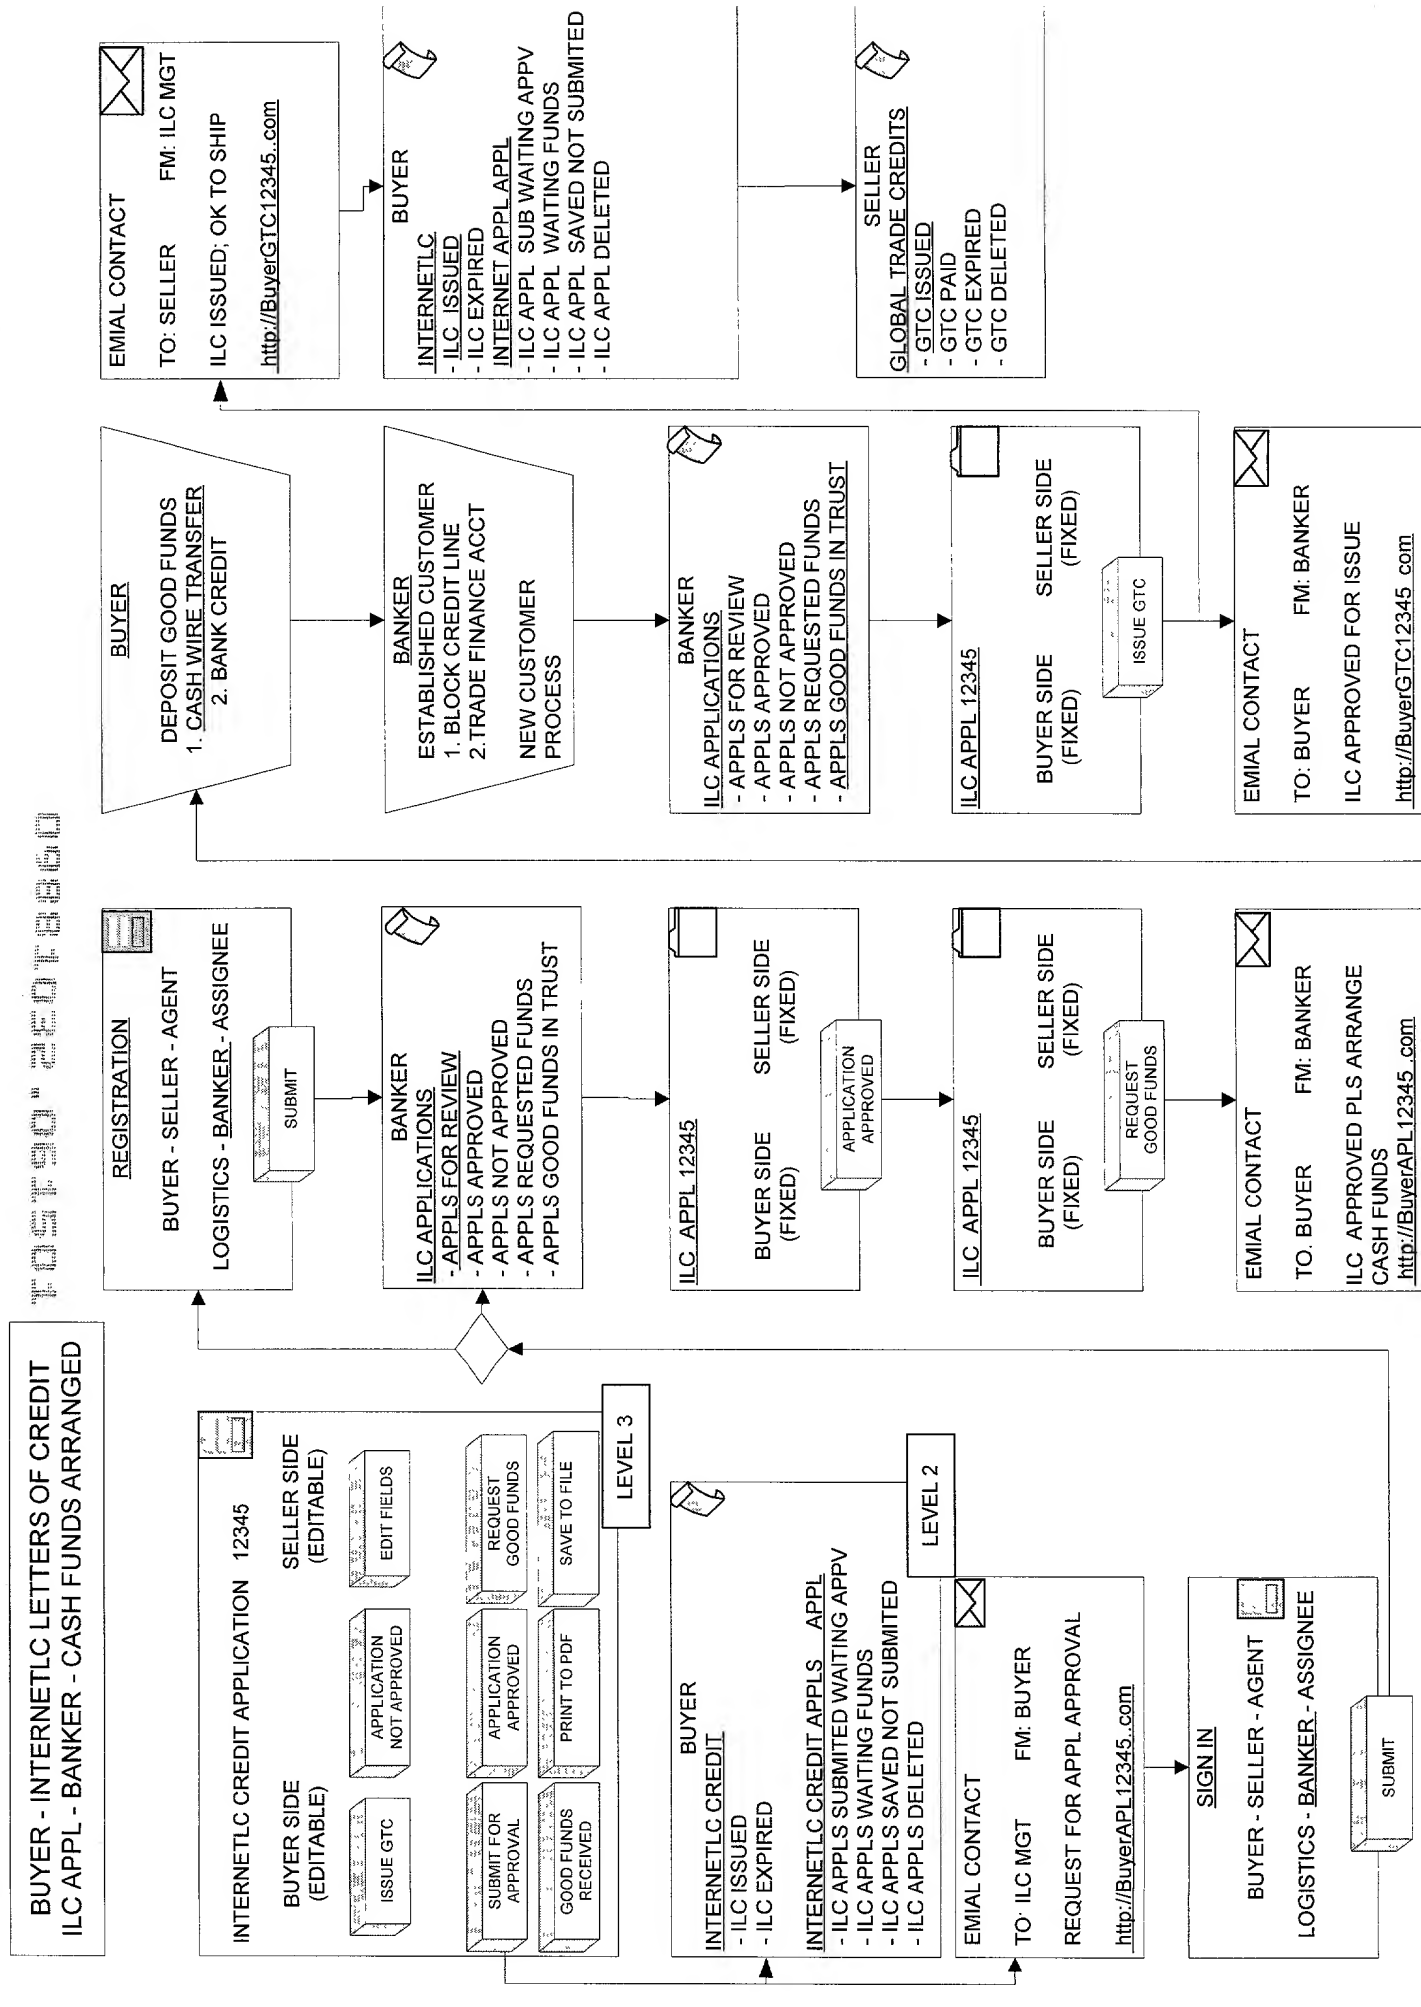 BUYER - INTERNETLC LETTERS OF CREDIT
ILC APPL - BANKER - CASH FUNDS ARRANGED
INTERNETLC CREDIT APPLICATION 12345
BUYER SIDE
(EDITABLE)
SELLER SIDE
(EDITABLE)
ISSUE GTC
APPLICATION
NOT APPROVED
EDIT FIELDS
SUBMIT FOR
APPROVAL
APPLICATION
APPROVED
REQUEST
GOOD FUNDS
GOOD FUNDS
RECEIVED
PRINT TO PDF
SAVE TO FILE
LEVEL 3
BUYER
INTERNETLC CREDIT
- ILC ISSUED
- ILC EXPIRED
INTERNETLC CREDIT APPLS APPL
- ILC APPLS SUBMITED WAITING APPV
- ILC APPLS WAITING FUNDS
- ILC APPLS SAVED NOT SUBMITED
- ILC APPLS DELETED
LEVEL 2
EMIAL CONTACT
TO: ILC MGT FM: BUYER
REQUEST FOR APPL APPROVAL
http://BuyerAPL12345..com
SIGN IN
BUYER - SELLER - AGENT
LOGISTICS - BANKER - ASSIGNEE
SUBMIT
REGISTRATION
BUYER - SELLER - AGENT
LOGISTICS - BANKER - ASSIGNEE
SUBMIT
BANKER
ILC APPLICATIONS
- APPLS FOR REVIEW
- APPLS APPROVED
- APPLS NOT APPROVED
- APPLS REQUESTED FUNDS
- APPLS GOOD FUNDS IN TRUST
ILC APPL 12345
BUYER SIDE
(FIXED)
SELLER SIDE
(FIXED)
APPLICATION
APPROVED
ILC APPL 12345
BUYER SIDE
(FIXED)
SELLER SIDE
(FIXED)
REQUEST
GOOD FUNDS
EMIAL CONTACT
TO. BUYER FM: BANKER
ILC APPROVED PLS ARRANGE
CASH FUNDS
http://BuyerAPL12345 .com
BUYER
DEPOSIT GOOD FUNDS
1. CASH WIRE TRANSFER
2. BANK CREDIT
BANKER
ESTABLISHED CUSTOMER
1. BLOCK CREDIT LINE
2.TRADE FINANCE ACCT
NEW CUSTOMER
PROCESS
BANKER
ILC APPLICATIONS
- APPLS FOR REVIEW
- APPLS APPROVED
- APPLS NOT APPROVED
- APPLS REQUESTED FUNDS
- APPLS GOOD FUNDS IN TRUST
ILC APPL 12345
BUYER SIDE
(FIXED)
SELLER SIDE
(FIXED)
ISSUE GTC
EMIAL CONTACT
TO: BUYER FM: BANKER
ILC APPROVED FOR ISSUE
http://BuyerGTC12345 com
EMIAL CONTACT
TO: SELLER FM: ILC MGT
ILC ISSUED; OK TO SHIP
http://BuyerGTC12345..com
BUYER
INTERNETLC
- ILC ISSUED
- ILC EXPIRED
INTERNET APPL APPL
- ILC APPL SUB WAITING APPV
- ILC APPL WAITING FUNDS
- ILC APPL SAVED NOT SUBMITED
- ILC APPL DELETED
SELLER
GLOBAL TRADE CREDITS
- GTC ISSUED
- GTC PAID
- GTC EXPIRED
- GTC DELETED